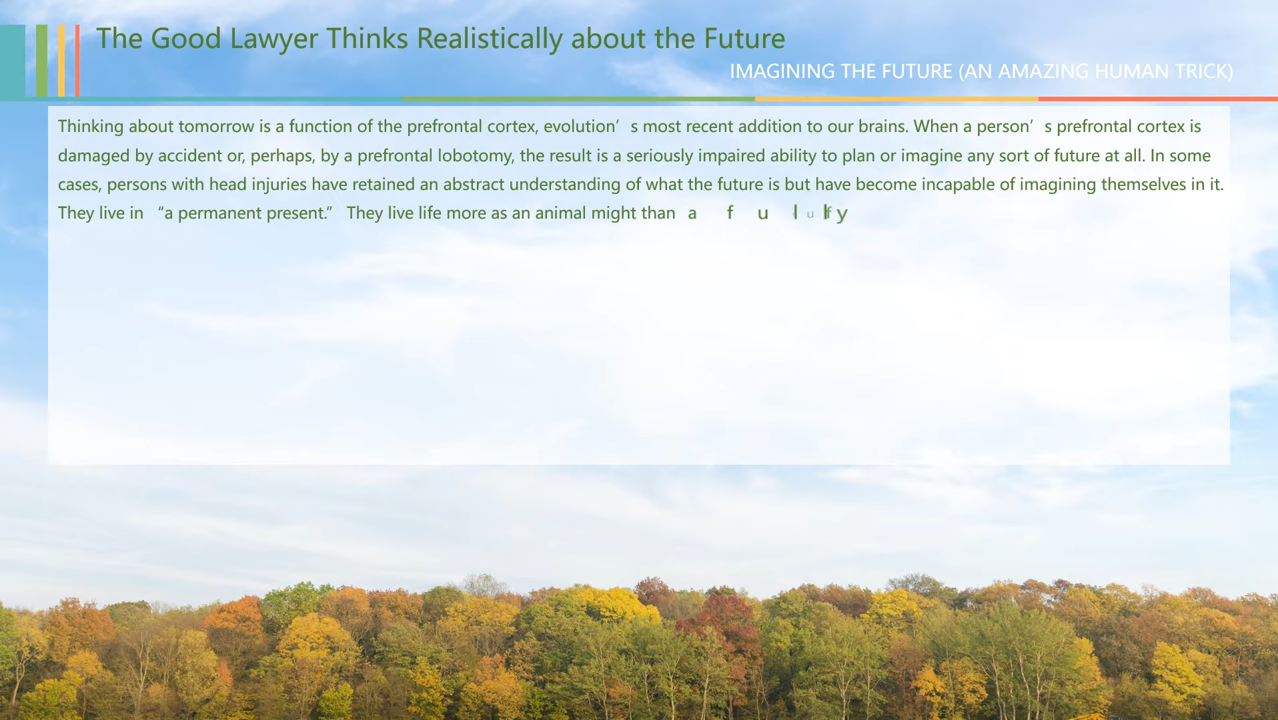 The Good Lawyer Thinks Realistically about the Future
IMAGINING THE FUTURE (AN AMAZING HUMAN TRICK)
Thinking about tomorrow is a function of the prefrontal cortex, evolution’s most recent addition to our brains. When a person’s prefrontal cortex is
damaged by accident or, perhaps, by a prefrontal lobotomy, the result is a seriously impaired ability to plan or imagine any sort of future at all. In some
cases, persons with head injuries have retained an abstract understanding of what the future is but have become incapable of imagining themselves in it.
They live in “a permanent present.” They live life more as an animal might than a